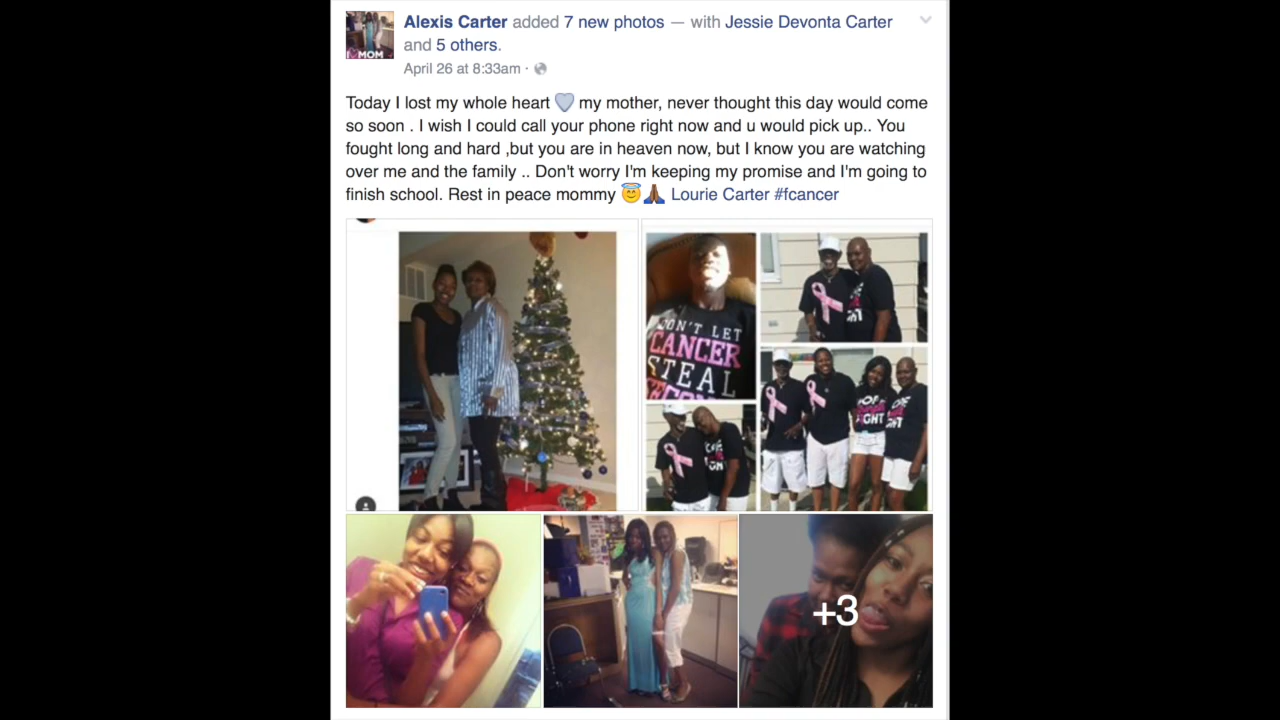 Alexis Carter added 7 new photos — with Jessie Devonta Carter
and 5 others.
April 26 at 8:33am ·
MOM
Today I lost my whole heart 💙 my mother, never thought this day would come
so soon . I wish I could call your phone right now and u would pick up.. You
fought long and hard ,but you are in heaven now, but I know you are watching
over me and the family .. Don't worry I'm keeping my promise and I'm going to
finish school. Rest in peace mommy 😇🙏🏾 Lourie Carter #fcancer
DON'T LET
CANCER
STEAL
+3